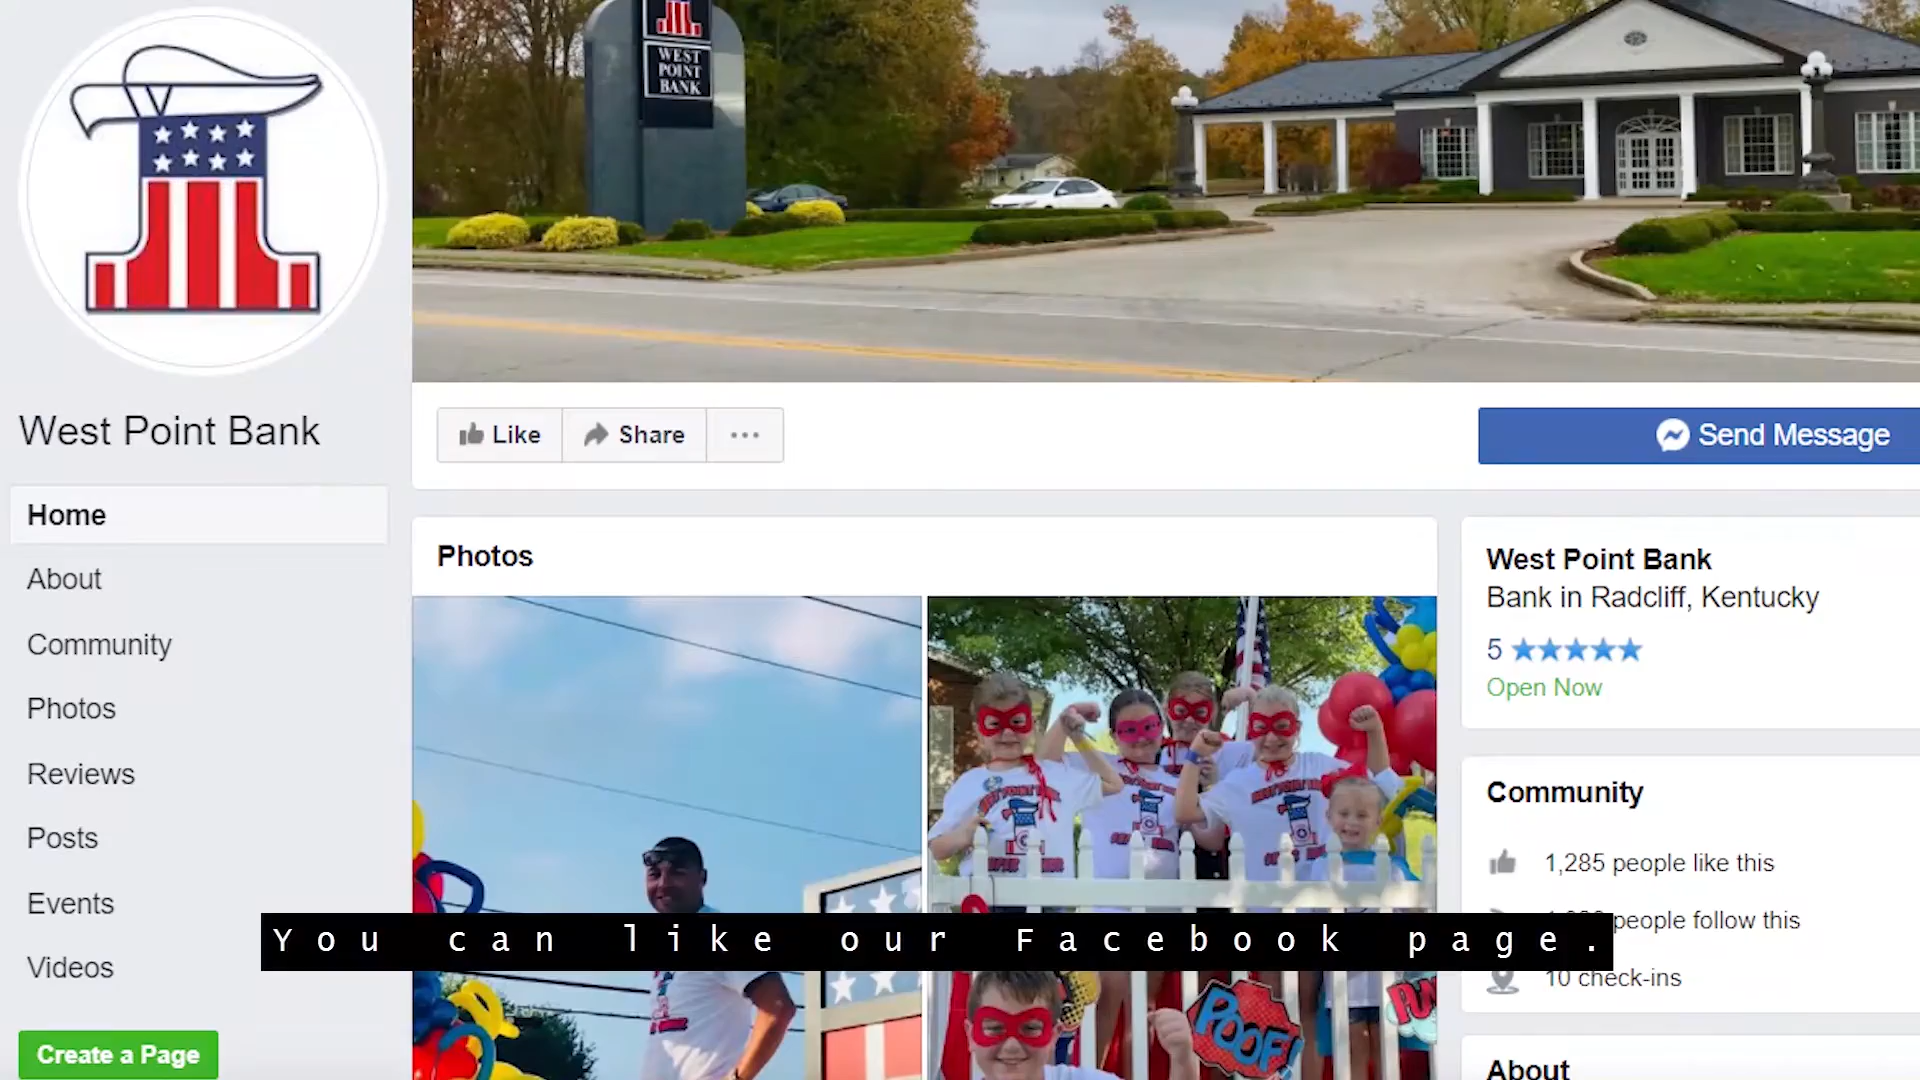 WEST
POINT
BANK
West Point Bank
Home
About
Community
Photos
Reviews
Posts
Events
Videos
Create a Page
Like
Share
Send Message
Photos
POOF!
West Point Bank
Bank in Radcliff, Kentucky
5
Open Now
Community
1,285 people like this
people follow this
10 check-ins
About
You can like our Facebook page.